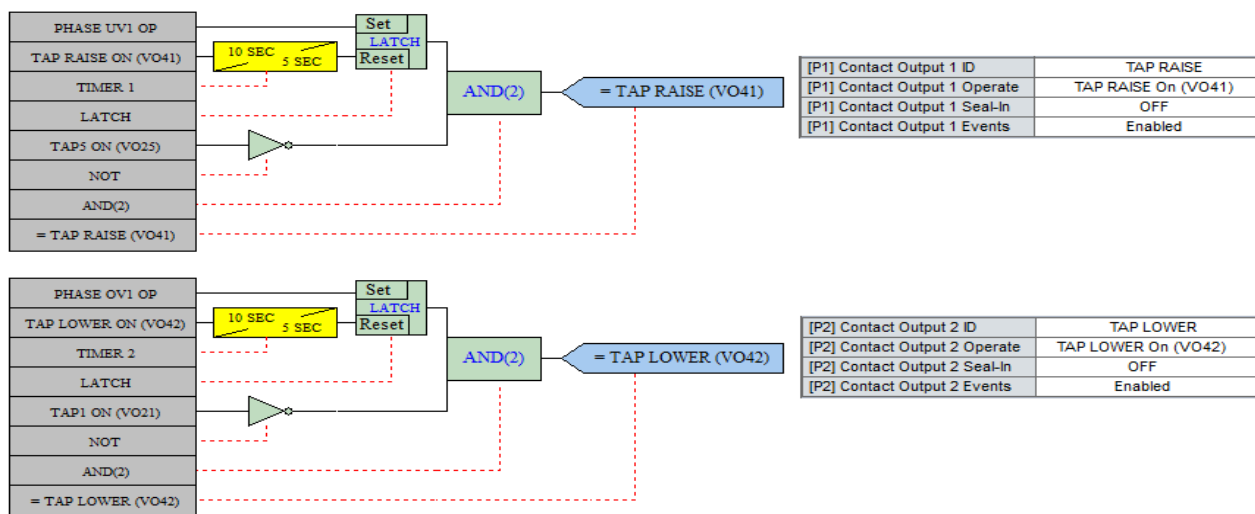 PHASE UV1 OP
TAP RAISE ON (VO41)
TIMER 1
LATCH
TAP5 ON (VO25)
NOT
AND(2)
= TAP RAISE (VO41)
10 SEC
5 SEC
Set
LATCH
Reset
AND(2)
= TAP RAISE (VO41)
[P1] Contact Output 1 ID TAP RAISE
[P1] Contact Output 1 Operate TAP RAISE On (VO41)
[P1] Contact Output 1 Seal-In OFF
[P1] Contact Output 1 Events Enabled
PHASE OV1 OP
TAP LOWER ON (VO42)
TIMER 2
LATCH
TAP1 ON (VO21)
NOT
AND(2)
= TAP LOWER (VO42)
10 SEC
5 SEC
Set
LATCH
Reset
AND(2)
= TAP LOWER (VO42)
[P2] Contact Output 2 ID TAP LOWER
[P2] Contact Output 2 Operate TAP LOWER On (VO42)
[P2] Contact Output 2 Seal-In OFF
[P2] Contact Output 2 Events Enabled